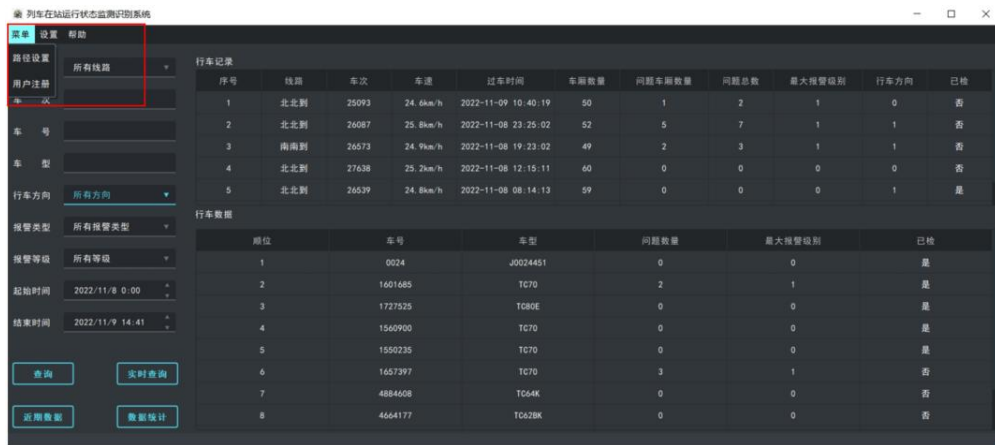 列车在站运行状态监测识别系统
菜单 设置 帮助
路径设置
用户注册
所有线路
车 次
车 号
车 型
行车方向 所有方向
报警类型 所有报警类型
报警等级 所有等级
起始时间 2022/11/8 0:00
结束时间 2022/11/9 14:41
查询 实时查询
近期数据 数据统计
行车记录
序号 线路 车次 车速 过车时间 车厢数量 问题车厢数量 问题总数 最大报警级别 行车方向 已检
1 北北到 25093 24.6km/h 2022-11-09 10:40:19 50 1 2 1 0 否
2 北北到 26087 25.8km/h 2022-11-08 23:25:02 52 5 7 1 1 否
3 南南到 26573 24.9km/h 2022-11-08 19:23:02 49 2 3 1 1 否
4 北北到 27638 25.2km/h 2022-11-08 12:15:11 60 0 0 0 0 否
5 北北到 26539 24.8km/h 2022-11-08 08:14:13 59 0 0 0 1 是
行车数据
顺位 车号 车型 问题数量 最大报警级别 已检
1 0024 J0024451 0 0 是
2 1601685 TC70 2 1 是
3 1727525 TC80E 0 0 是
4 1560900 TC70 0 0 是
5 1550235 TC70 0 0 是
6 1657397 TC70 3 1 否
7 4884608 TC64K 0 0 否
8 4664177 TC62BK 0 0 否